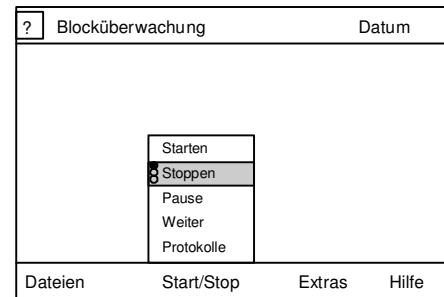 ? Blocküberwachung Datum
Starten
Stoppen
Pause
Weiter
Protokolle
Dateien Start/Stop Extras Hilfe